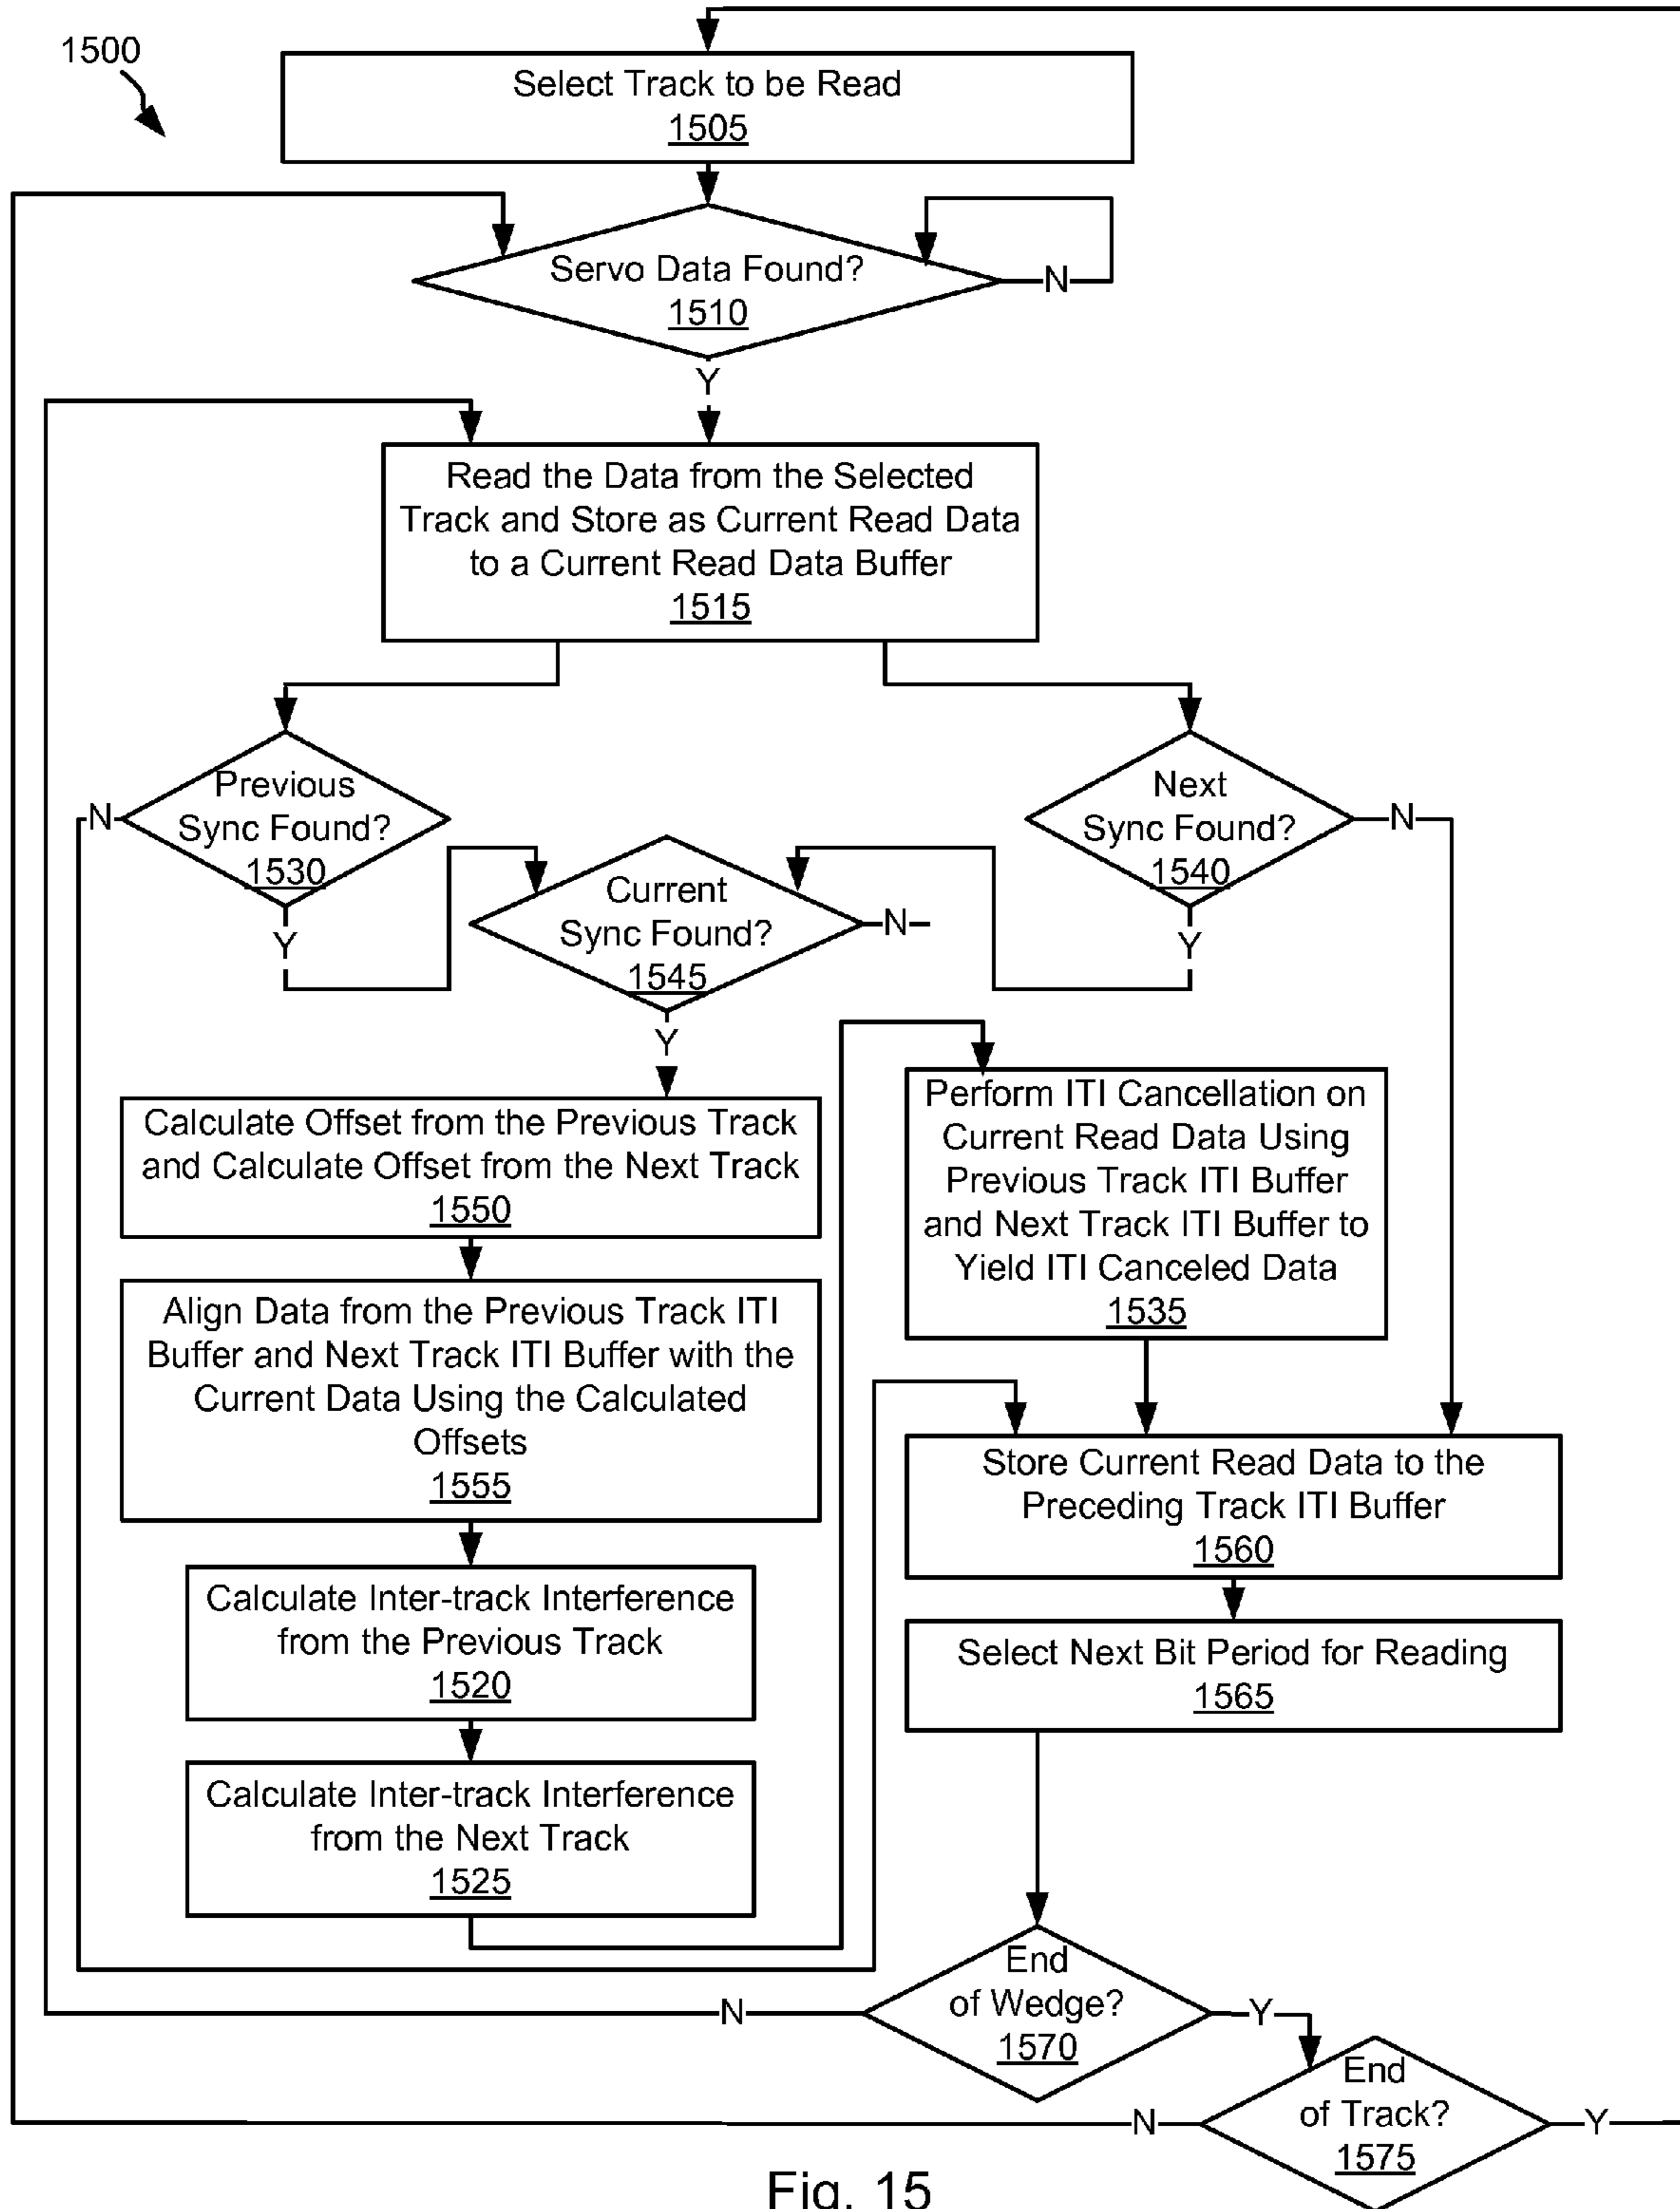 1500
Select Track to be Read
1505
Servo Data Found?
1510
N
Y
Read the Data from the Selected
Track and Store as Current Read Data
to a Current Read Data Buffer
1515
Previous
Sync Found?
1530
N
Y
Next
Sync Found?
1540
N
Y
Current
Sync Found?
1545
N
Y
Calculate Offset from the Previous Track
and Calculate Offset from the Next Track
1550
Align Data from the Previous Track ITI
Buffer and Next Track ITI Buffer with the
Current Data Using the Calculated
Offsets
1555
Calculate Inter-track Interference
from the Previous Track
1520
Calculate Inter-track Interference
from the Next Track
1525
Perform ITI Cancellation on
Current Read Data Using
Previous Track ITI Buffer
and Next Track ITI Buffer to
Yield ITI Canceled Data
1535
Store Current Read Data to the
Preceding Track ITI Buffer
1560
Select Next Bit Period for Reading
1565
End
of Wedge?
1570
N
Y
End
of Track?
1575
N
Y
Fig. 15